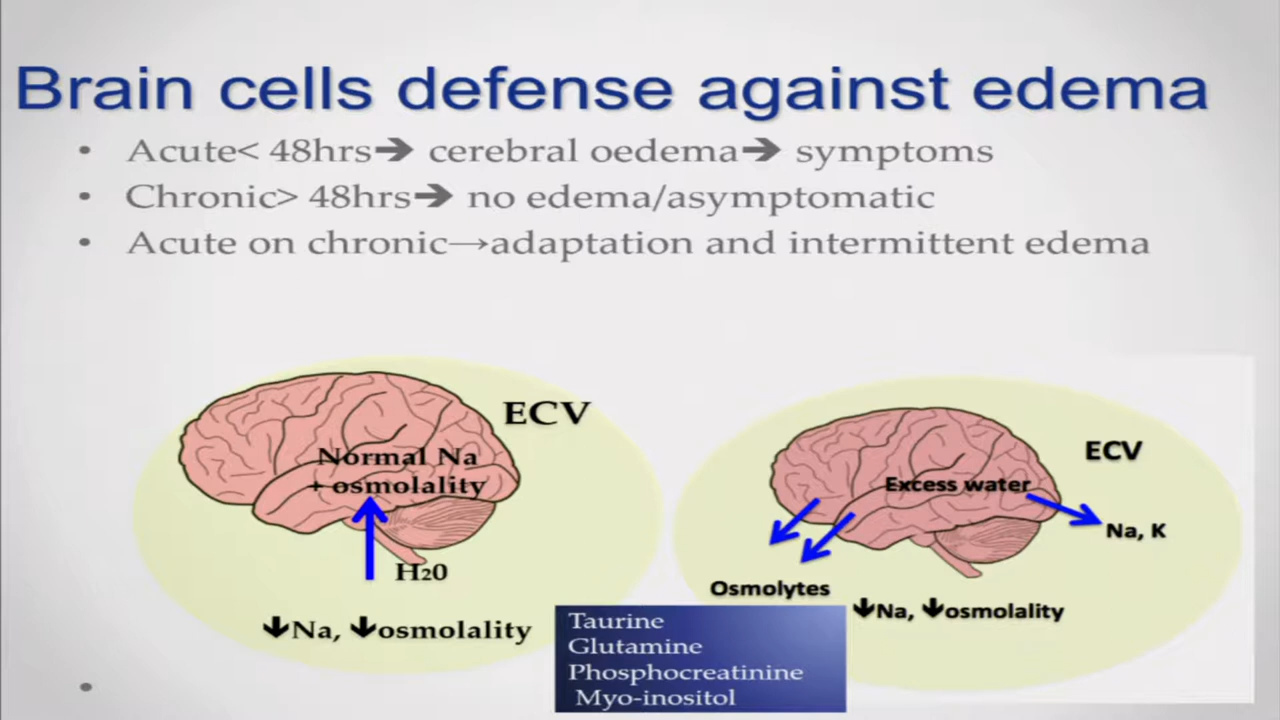 Brain cells defense against edema
• Acute< 48hrs➔ cerebral oedema➔ symptoms
• Chronic> 48hrs➔ no edema/asymptomatic
• Acute on chronic→adaptation and intermittent edema
ECV
Normal Na
+ osmolality
H20
↓Na, ↓osmolality
ECV
Excess water
Na, K
Osmolytes
↓Na, ↓osmolality
Taurine
Glutamine
Phosphocreatinine
Myo-inositol
•